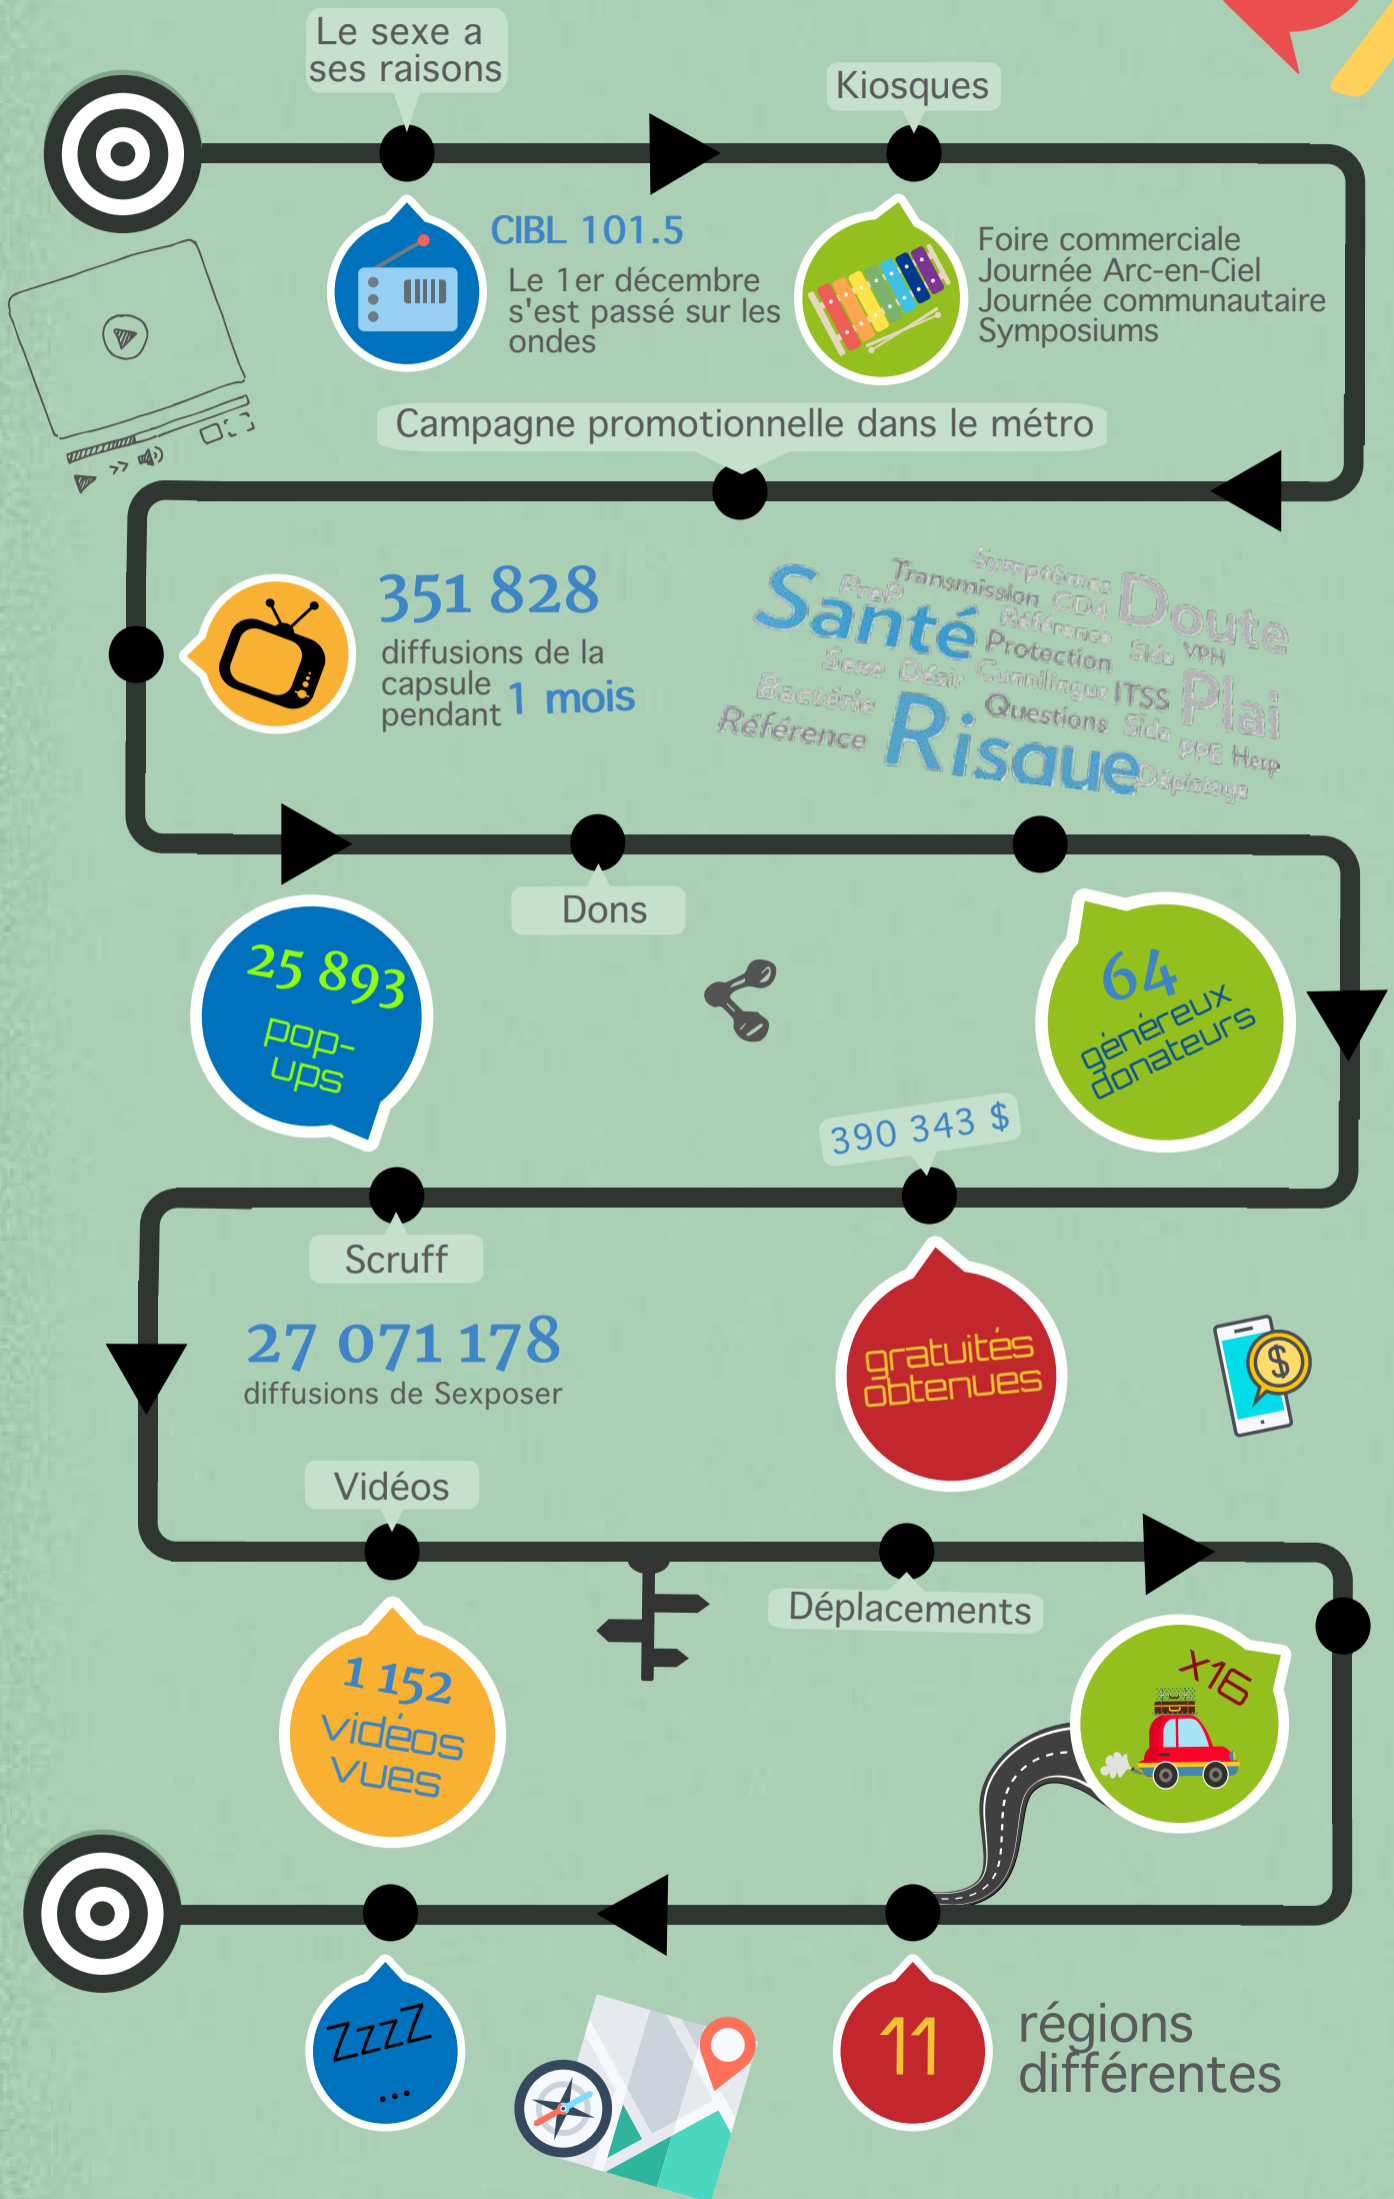 Le sexe a
ses raisons
Kiosques
CIBL 101.5
Le 1er décembre
s'est passé sur les
ondes
Foire commerciale
Journée Arc-en-Ciel
Journée communautaire
Symposiums
Campagne promotionnelle dans le métro
351 828
diffusions de la
capsule
pendant 1 mois
Symptômes
Transmission
PreP
CD4
Doute
Santé
Référence
Protection
Sida
VPH
Sexe
Désir
Cunnilingus
ITSS
Plai
Bactérie
Questions
Sida
Référence
Risque
PPE
Herp
Dépistage
Dons
25 893
pop-
ups
64
généreux
donateurs
390 343 $
Scruff
27 071 178
diffusions de Sexposer
gratuités
obtenues
$
Vidéos
Déplacements
1 152
vidéos
vues
x16
ZzzZ
...
11
régions
différentes